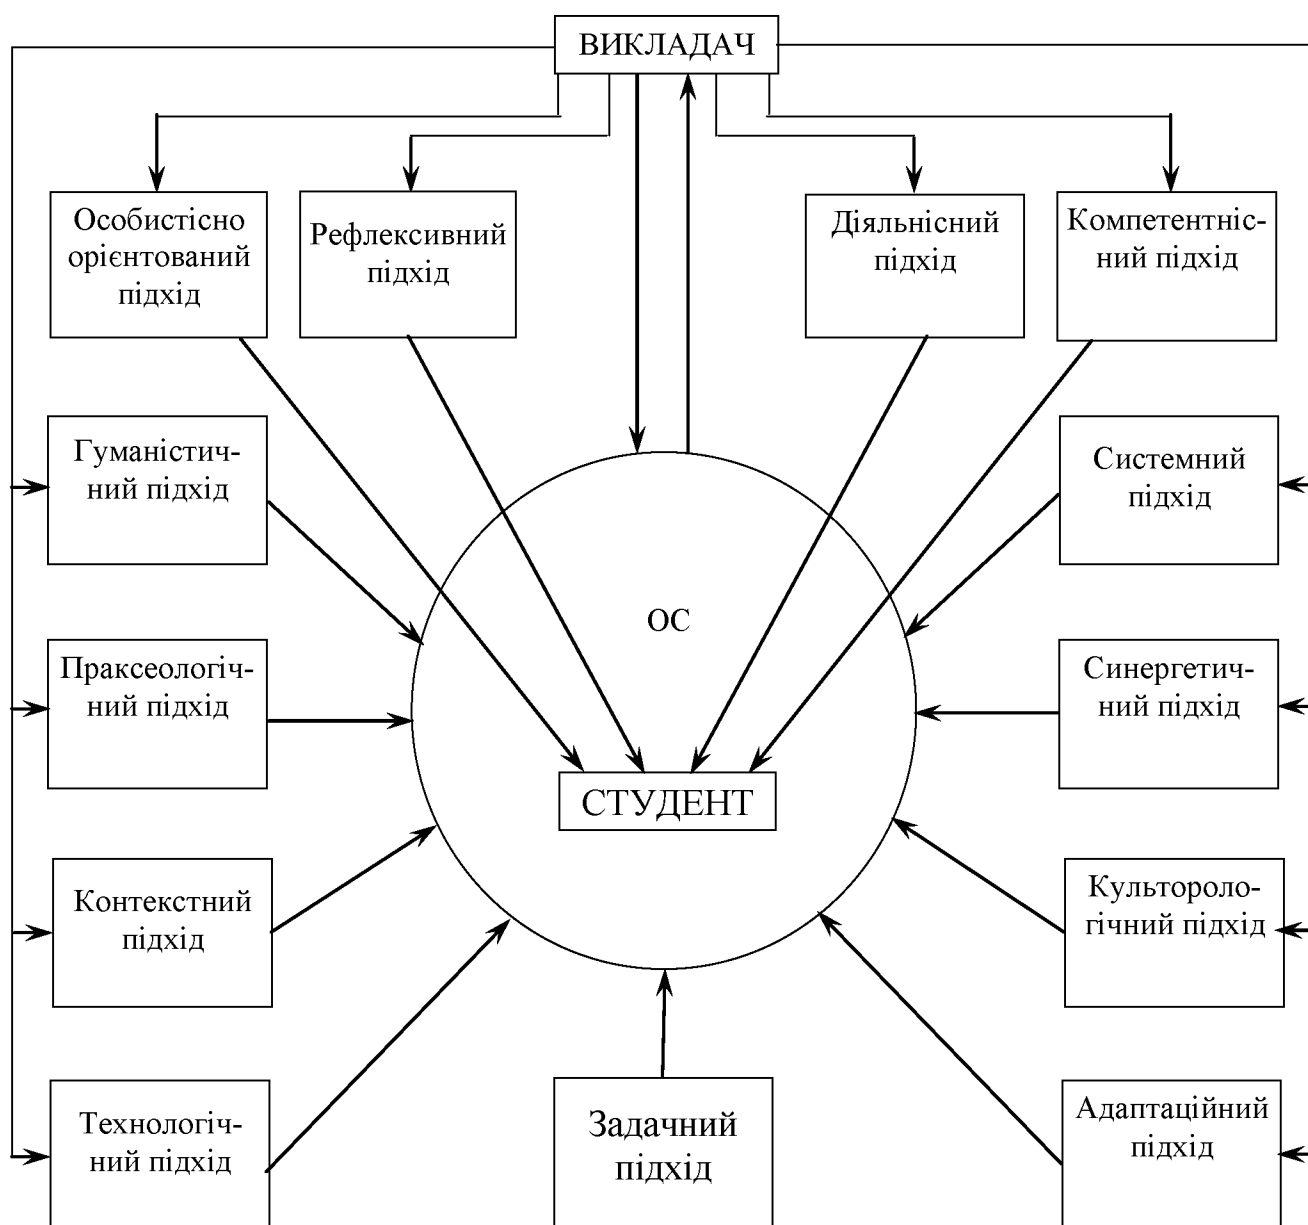 ВИКЛАДАЧ
Особистісно
орієнтований
підхід
Рефлексивний
підхід
Діяльнісний
підхід
Компетентніс-
ний підхід
Гуманістич-
ний підхід
Системний
підхід
ОС
Праксеологіч-
ний підхід
Синергетич-
ний підхід
СТУДЕНТ
Контекстний
підхід
Культороло-
гічний підхід
Технологіч-
ний підхід
Задачний
підхід
Адаптаційний
підхід